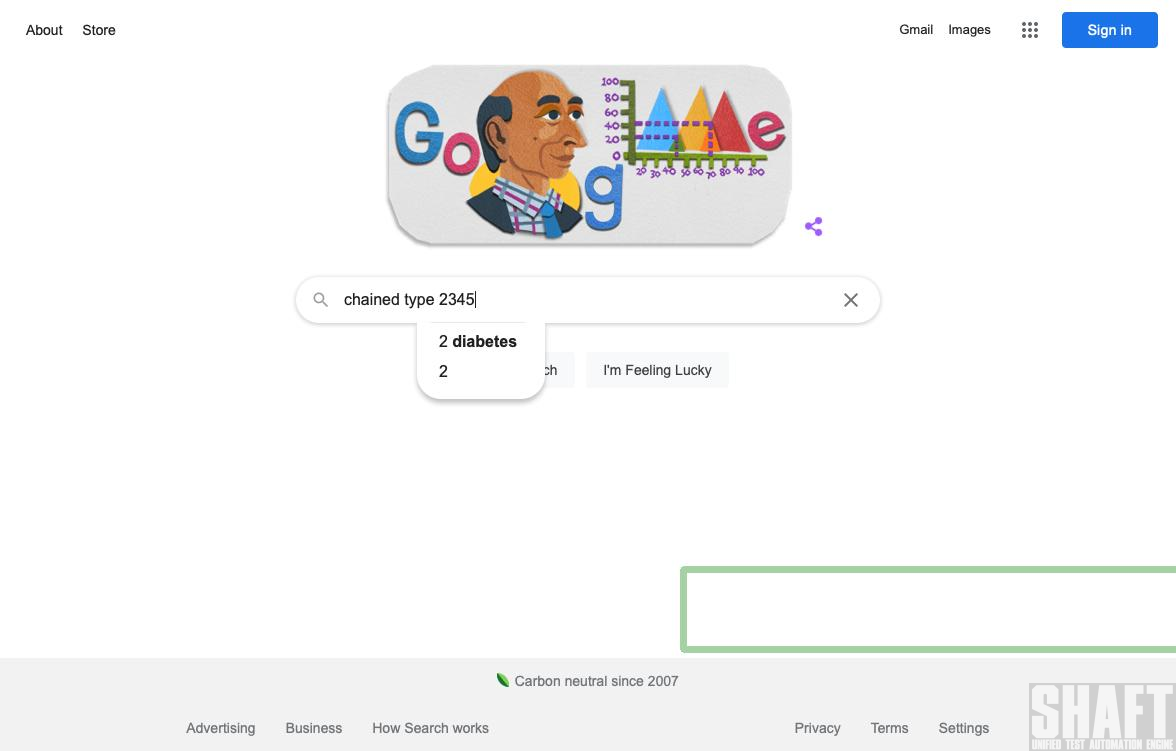 About Store
Gmail Images
Sign in
Google
100
80
60
40
20
0
20 30 40 50 60 70 80 90 100
chained type 2345
2 diabetes
2
ch
I'm Feeling Lucky
Carbon neutral since 2007
Advertising Business How Search works
Privacy Terms Settings
SHAFT
UNIFIED TEST AUTOMATION ENGINE